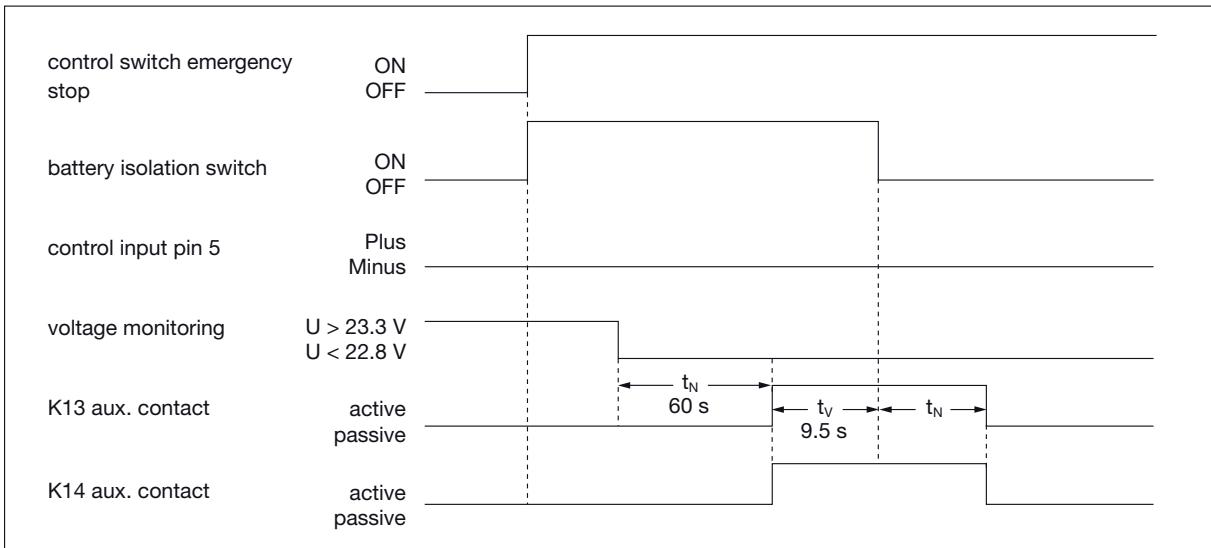 control switch emergency ON
stop OFF
battery isolation switch ON
OFF
control input pin 5 Plus
Minus
voltage monitoring U > 23.3 V
U < 22.8 V
t_N
60 s
K13 aux. contact active
passive
t_V
9.5 s
t_N
K14 aux. contact active
passive